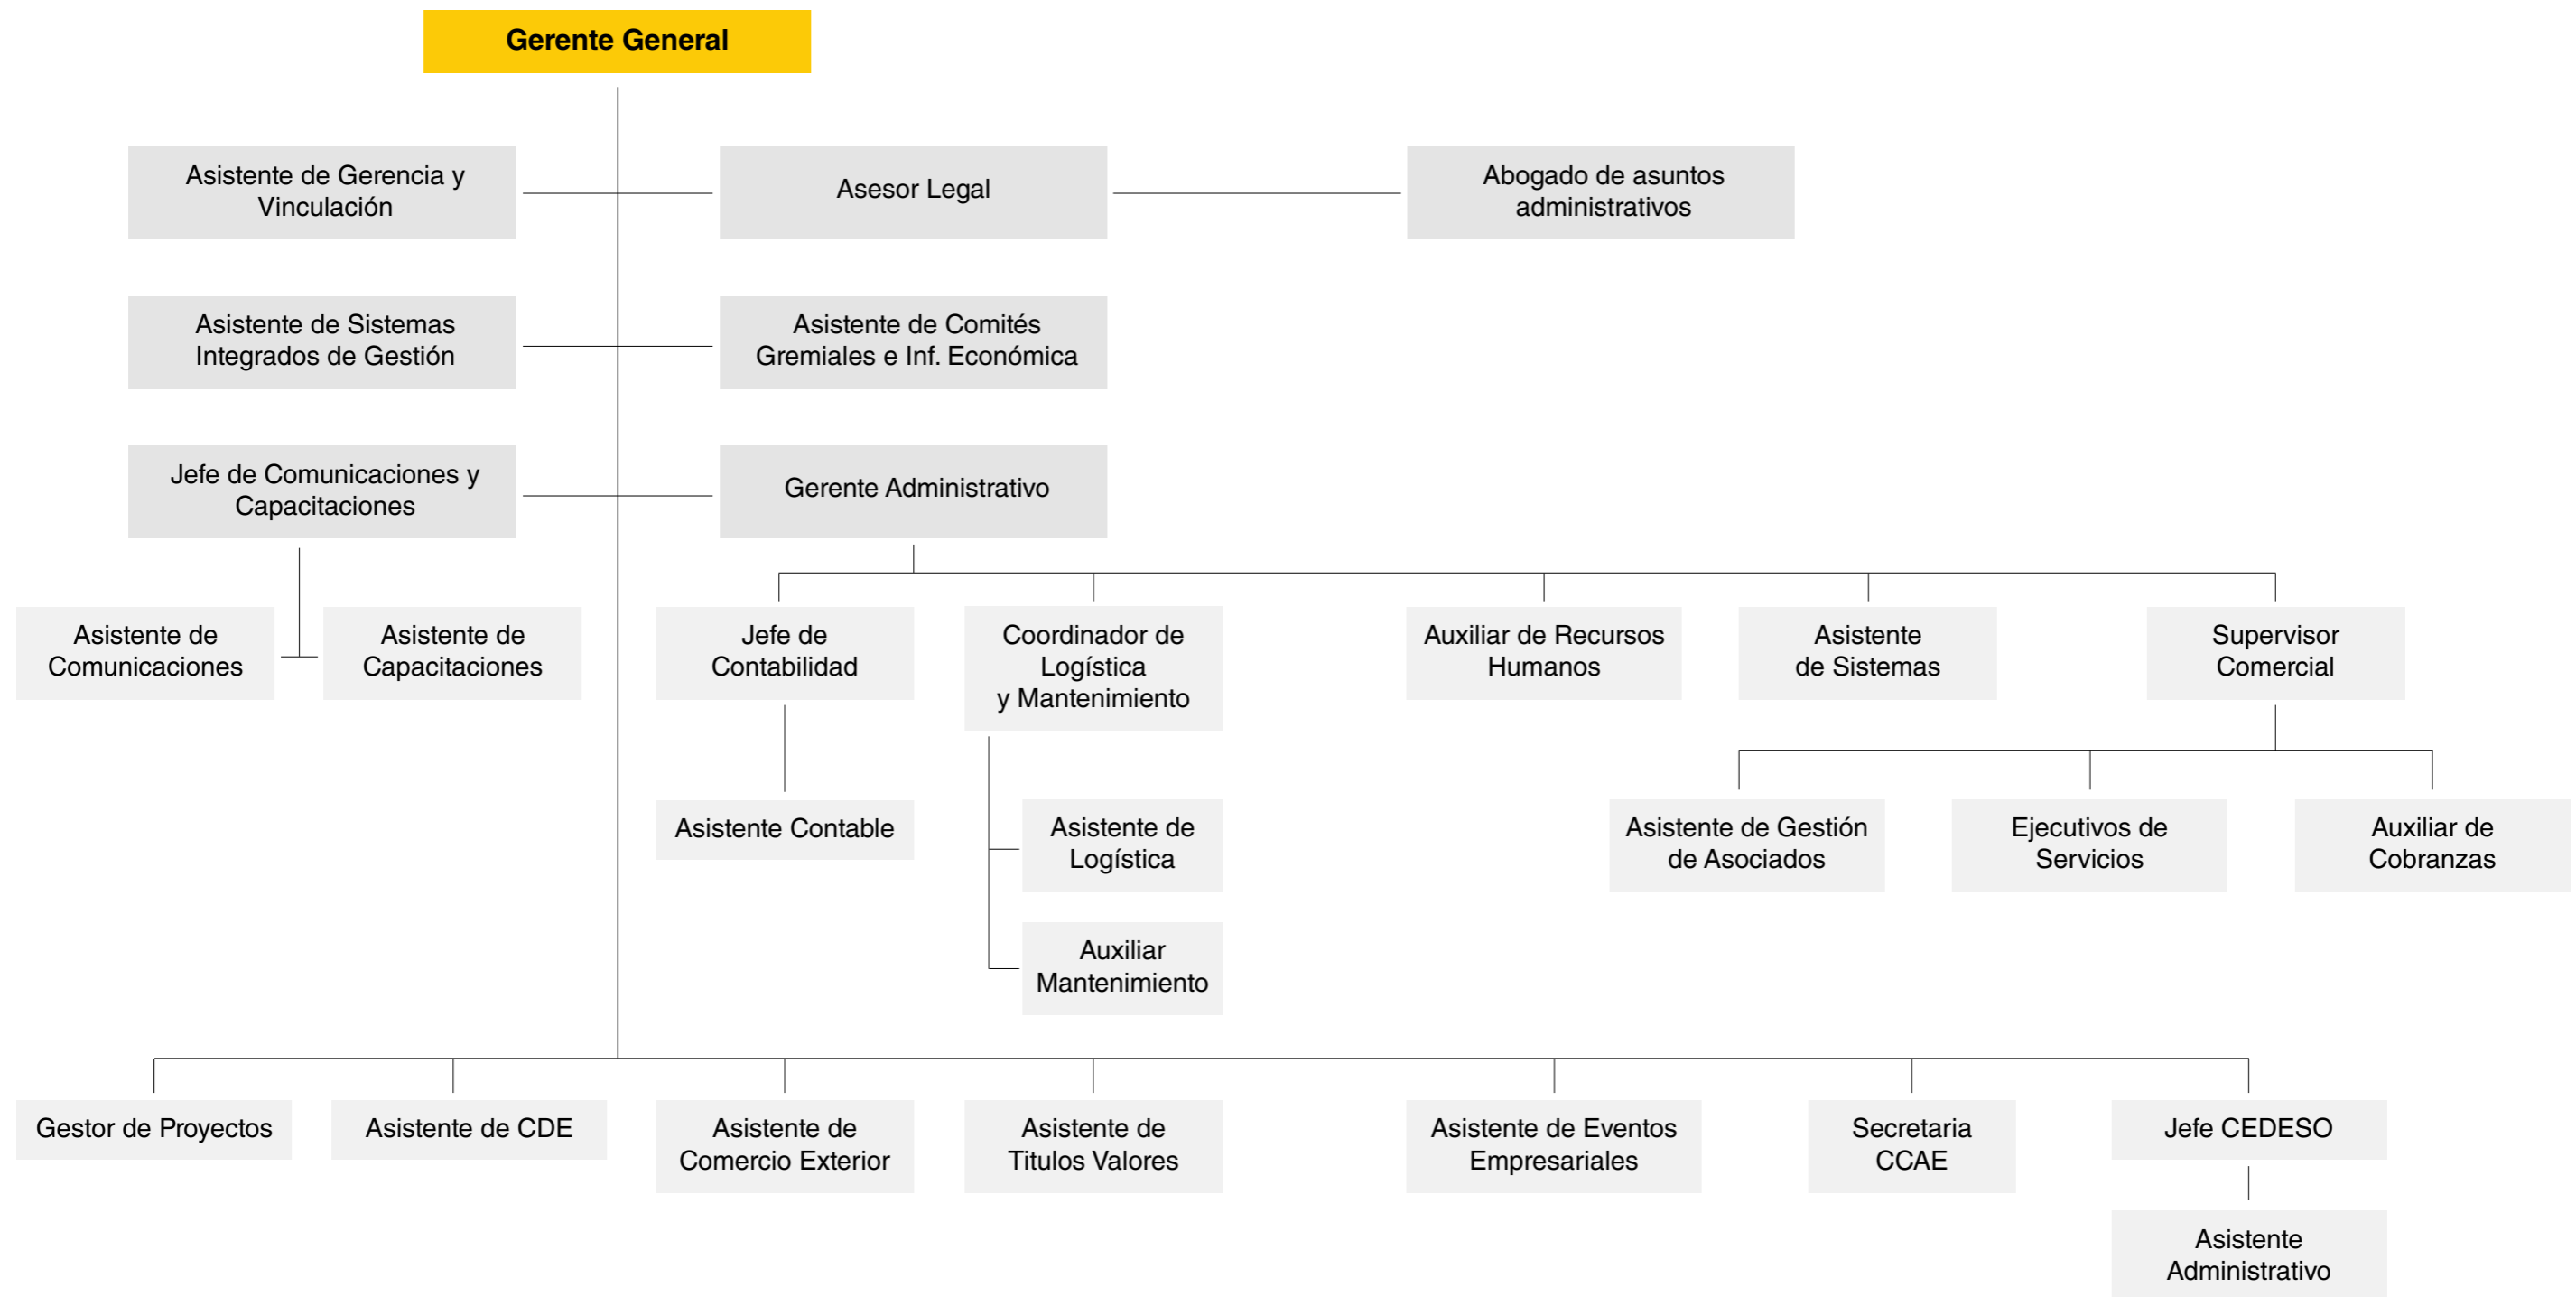 Gerente General
Asistente de Gerencia y
Vinculación
Asesor Legal
Abogado de asuntos
administrativos
Asistente de Sistemas
Integrados de Gestión
Asistente de Comités
Gremiales e Inf. Económica
Jefe de Comunicaciones y
Capacitaciones
Gerente Administrativo
Asistente de
Comunicaciones
Asistente de
Capacitaciones
Jefe de
Contabilidad
Coordinador de
Logística
y Mantenimiento
Auxiliar de Recursos
Humanos
Asistente
de Sistemas
Supervisor
Comercial
Asistente Contable
Asistente de
Logística
Asistente de Gestión
de Asociados
Ejecutivos de
Servicios
Auxiliar de
Cobranzas
Auxiliar
Mantenimiento
Gestor de Proyectos
Asistente de CDE
Asistente de
Comercio Exterior
Asistente de
Titulos Valores
Asistente de Eventos
Empresariales
Secretaria
CCAE
Jefe CEDESO
Asistente
Administrativo